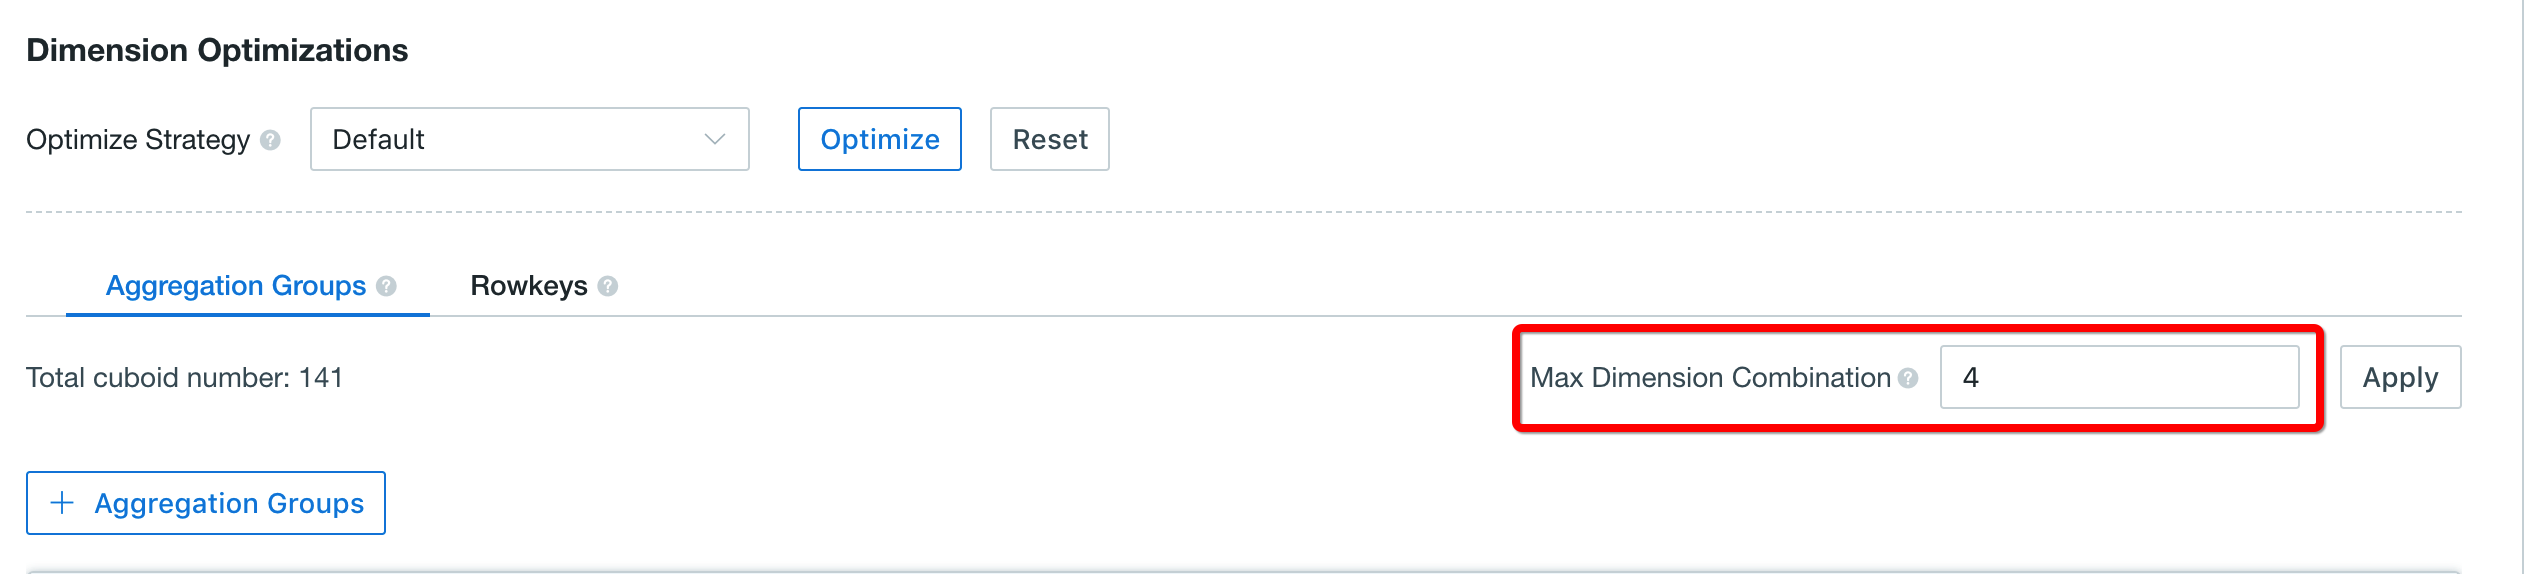 Dimension Optimizations
Optimize Strategy ? Default Optimize Reset
Aggregation Groups ? Rowkeys ?
Total cuboid number: 141 Max Dimension Combination ? 4 Apply
+ Aggregation Groups